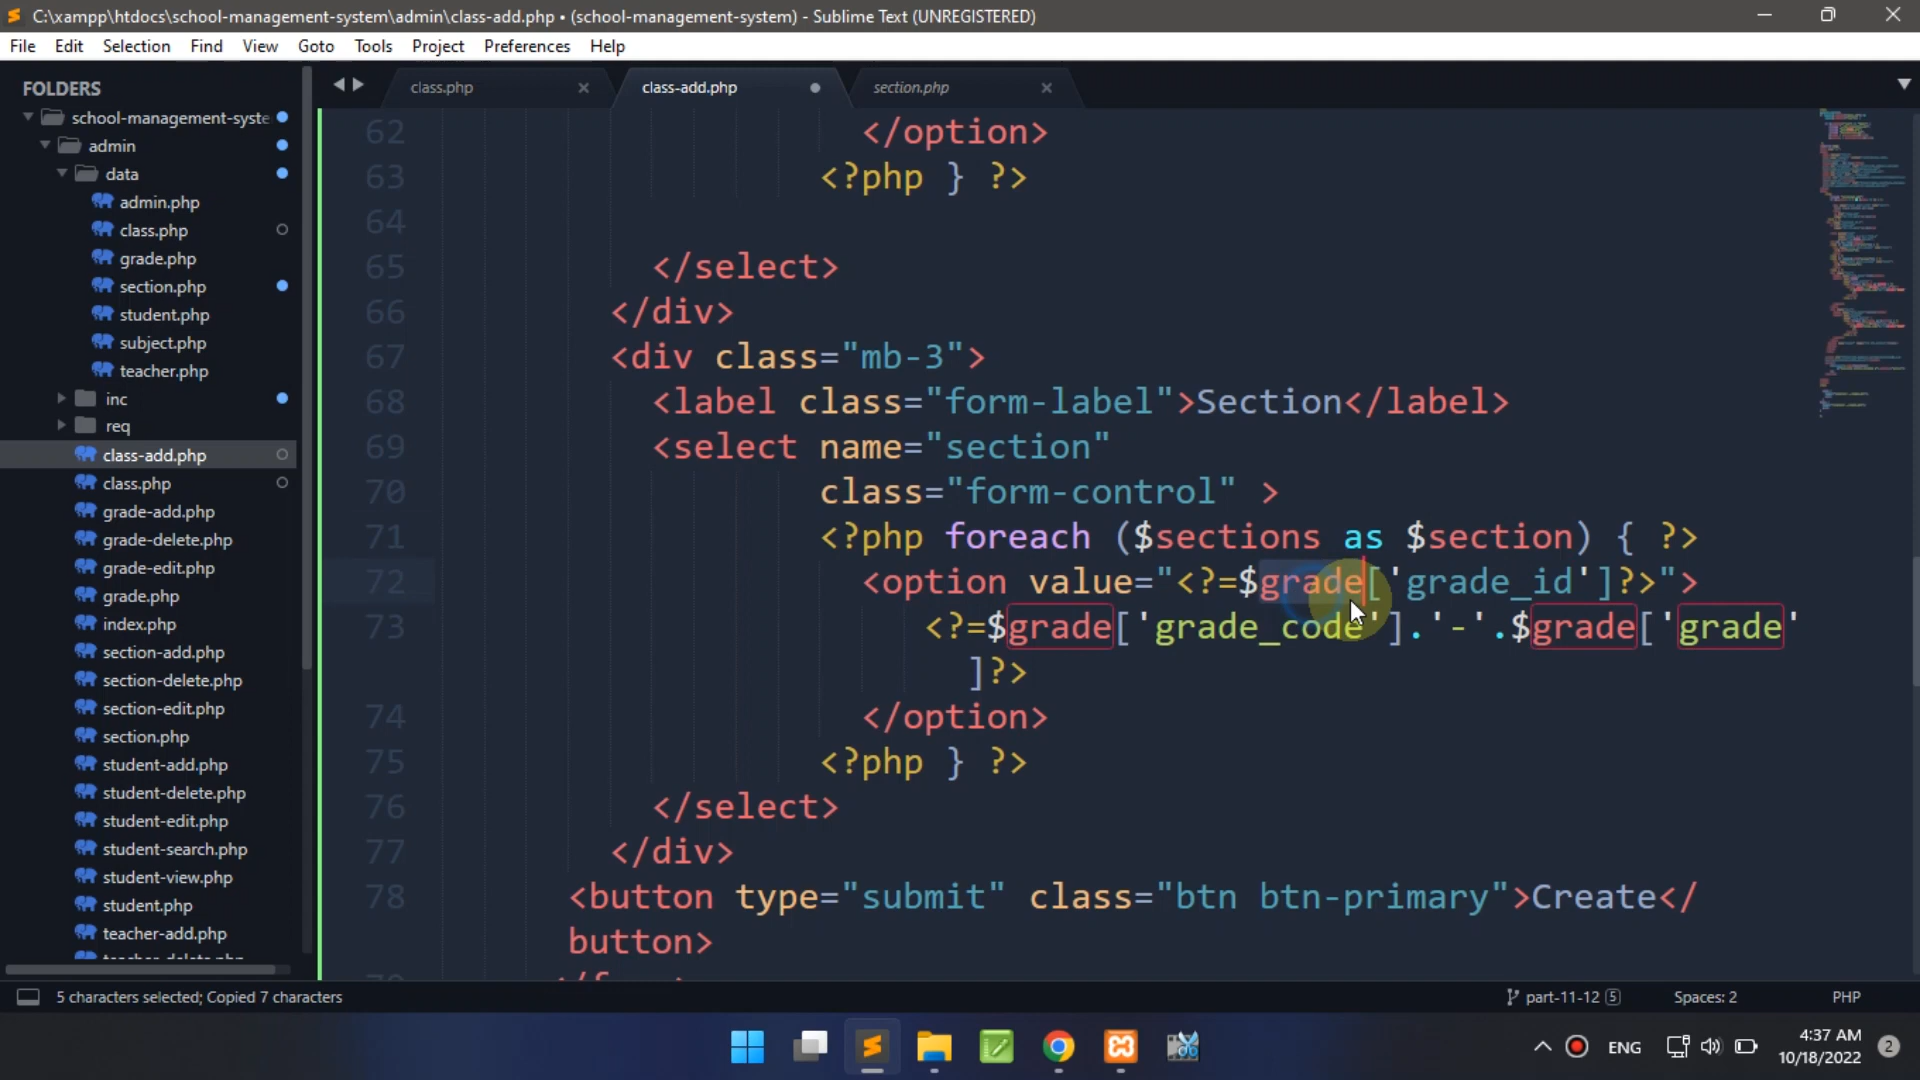 C:\xampp\htdocs\school-management-system\admin\class-add.php • (school-management-system) - Sublime Text (UNREGISTERED)
File Edit Selection Find View Goto Tools Project Preferences Help
FOLDERS
school-management-syste
admin
data
admin.php
class.php
grade.php
section.php
student.php
subject.php
teacher.php
inc
req
class-add.php
class.php
grade-add.php
grade-delete.php
grade-edit.php
grade.php
index.php
section-add.php
section-delete.php
section-edit.php
section.php
student-add.php
student-delete.php
student-edit.php
student-search.php
student-view.php
student.php
teacher-add.php
teacher-delete.php
class.php class-add.php section.php
62 </option>
63 <?php } ?>
64
65 </select>
66 </div>
67 <div class="mb-3">
68 <label class="form-label">Section</label>
69 <select name="section"
70 class="form-control" >
71 <?php foreach ($sections as $section) { ?>
72 <option value="<?=$grade['grade_id']?>">
73 <?=$grade['grade_code'].'-'.$grade['grade'
]?>
74 </option>
75 <?php } ?>
76 </select>
77 </div>
78 <button type="submit" class="btn btn-primary">Create</
button>
5 characters selected; Copied 7 characters
part-11-12 5 Spaces: 2 PHP
ENG
4:37 AM
10/18/2022
2